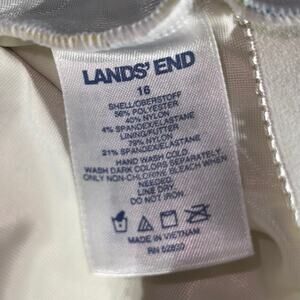 LANDS' END
16
SHELL/OBERSTOFF
56% POLYESTER
40% NYLON
4% SPANDEX/ELASTANE
LINING/FUTTER
79% NYLON
21% SPANDEX/ELASTANE
HAND WASH COLD
WASH DARK COLORS SEPARATELY
ONLY NON-CHLORINE BLEACH WHEN
NEEDED
LINE DRY
DO NOT IRON
MADE IN VIETNAM
RN